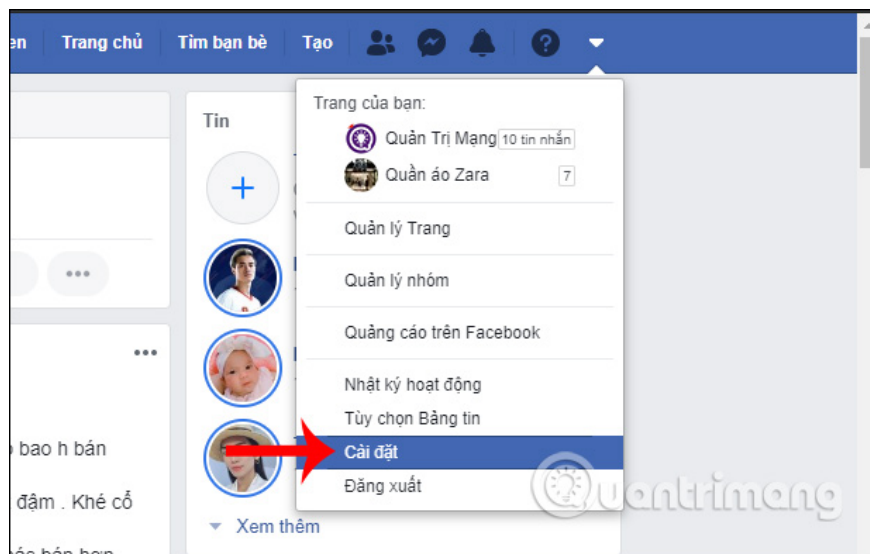 Trang chủ
Tìm bạn bè
Tạo
Tin
Trang của bạn:
Quản Trị Mạng 10 tin nhắn
Quần áo Zara 7
Quản lý Trang
Quản lý nhóm
Quảng cáo trên Facebook
Nhật ký hoạt động
Tùy chọn Bảng tin
Cài đặt
Đăng xuất
Xem thêm
bao h bán
đậm . Khé cổ
Quantrimang